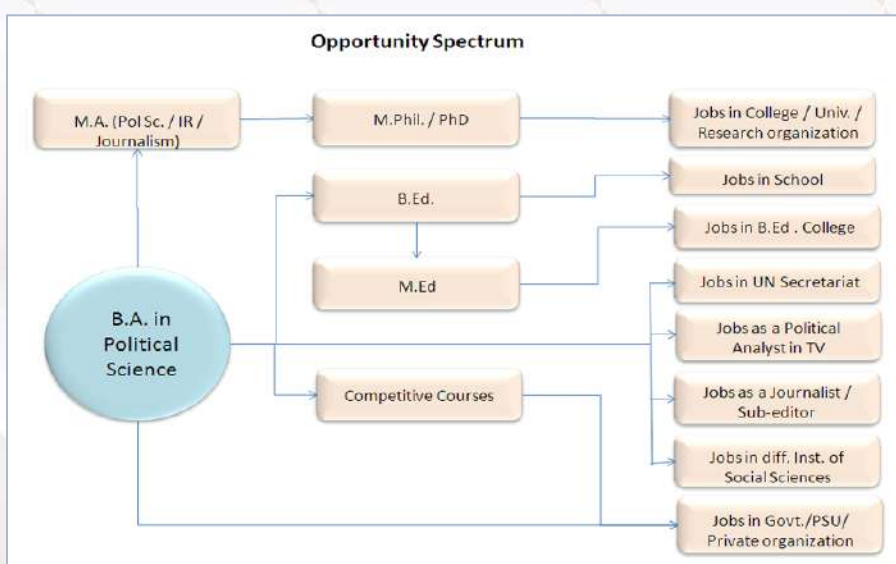 Opportunity Spectrum
M.A. (Pol Sc. / IR /
Journalism)
M.Phil. / PhD
Jobs in College / Univ. /
Research organization
B.Ed.
Jobs in School
Jobs in B.Ed . College
M.Ed
Jobs in UN Secretariat
B.A. in
Political
Science
Jobs as a Political
Analyst in TV
Competitive Courses
Jobs as a Journalist /
Sub-editor
Jobs in diff. Inst. of
Social Sciences
Jobs in Govt./PSU/
Private organization